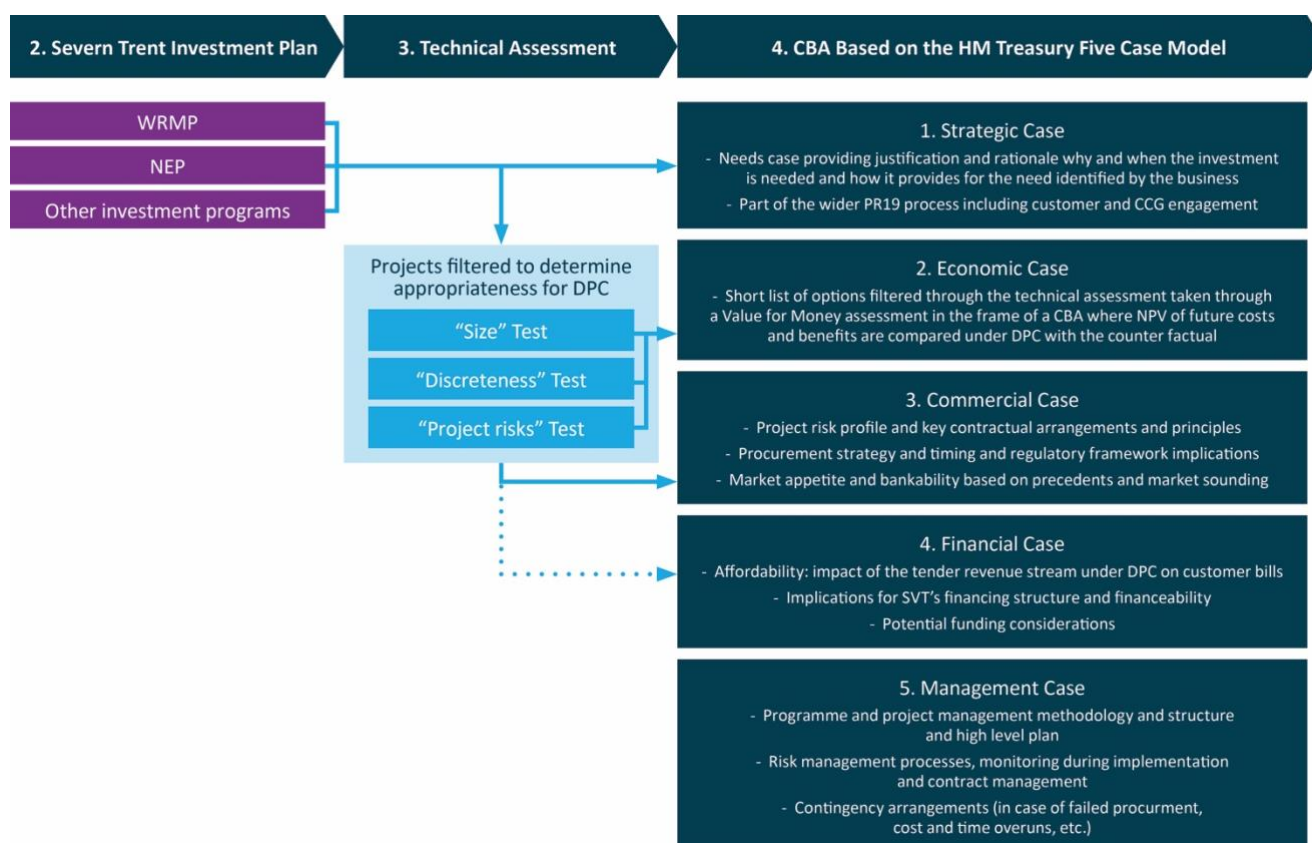 2. Severn Trent Investment Plan
3. Technical Assessment
4. CBA Based on the HM Treasury Five Case Model
WRMP
NEP
Other investment programs
Projects filtered to determine
appropriateness for DPC
“Size” Test
“Discreteness” Test
“Project risks” Test
1. Strategic Case
- Needs case providing justification and rationale why and when the investment
is needed and how it provides for the need identified by the business
- Part of the wider PR19 process including customer and CCG engagement
2. Economic Case
- Short list of options filtered through the technical assessment taken through
a Value for Money assessment in the frame of a CBA where NPV of future costs
and benefits are compared under DPC with the counter factual
3. Commercial Case
- Project risk profile and key contractual arrangements and principles
- Procurement strategy and timing and regulatory framework implications
- Market appetite and bankability based on precedents and market sounding
4. Financial Case
- Affordability: impact of the tender revenue stream under DPC on customer bills
- Implications for SVT’s financing structure and financeability
- Potential funding considerations
5. Management Case
- Programme and project management methodology and structure
and high level plan
- Risk management processes, monitoring during implementation
and contract management
- Contingency arrangements (in case of failed procurment,
cost and time overuns, etc.)